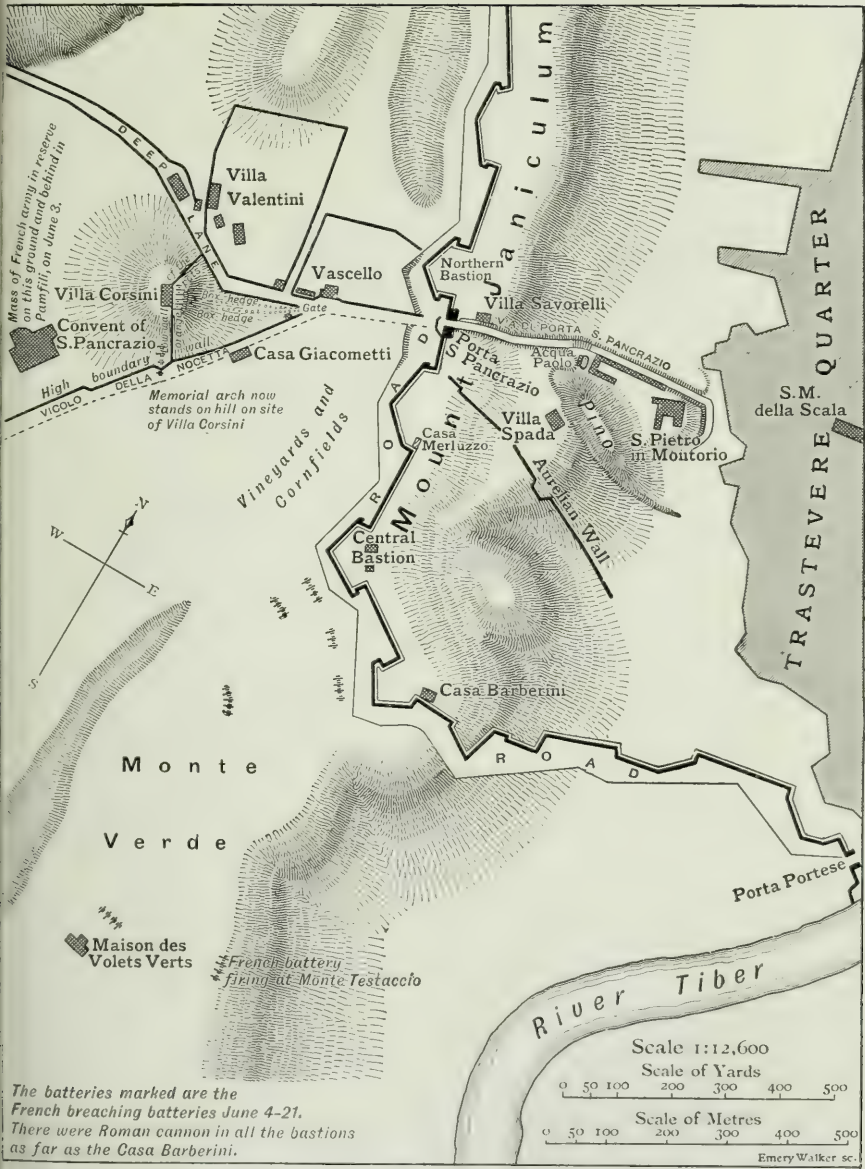 Mount Janiculum
DEEP LANE
Mass of French army in reserve
on this ground and behind in
Pamfili, on June 3.
Villa
Valentini
Northern
Bastion
Vascello
Villa Corsini
Box hedge
Box hedge
Gate
Villa Savorelli
VIA DI PORTA S. PANCRAZIO
Convent of
S. Pancrazio
wall
High boundary
VICOLO DELLA NOCETTA
Casa Giacometti
Porta
S. Pancrazio
Acqua
Paolo
Memorial arch now
stands on hill on site
of Villa Corsini
Vineyards and
Cornfields
ROAD
Casa
Merluzzo
Villa
Spada
Pino
S. Pietro
in Montorio
S.M.
della Scala
TRASTEVERE QUARTER
Aurelian Wall
Central
Bastion
N
W
E
S
Casa Barberini
ROAD
Monte
Verde
Porta Portese
Maison des
Volets Verts
French battery
firing at Monte Testaccio
River Tiber
Scale 1:12,600
Scale of Yards
0 50 100 200 300 400 500
Scale of Metres
0 50 100 200 300 400 500
The batteries marked are the
French breaching batteries June 4-21.
There were Roman cannon in all the bastions
as far as the Casa Barberini.
Emery Walker sc.